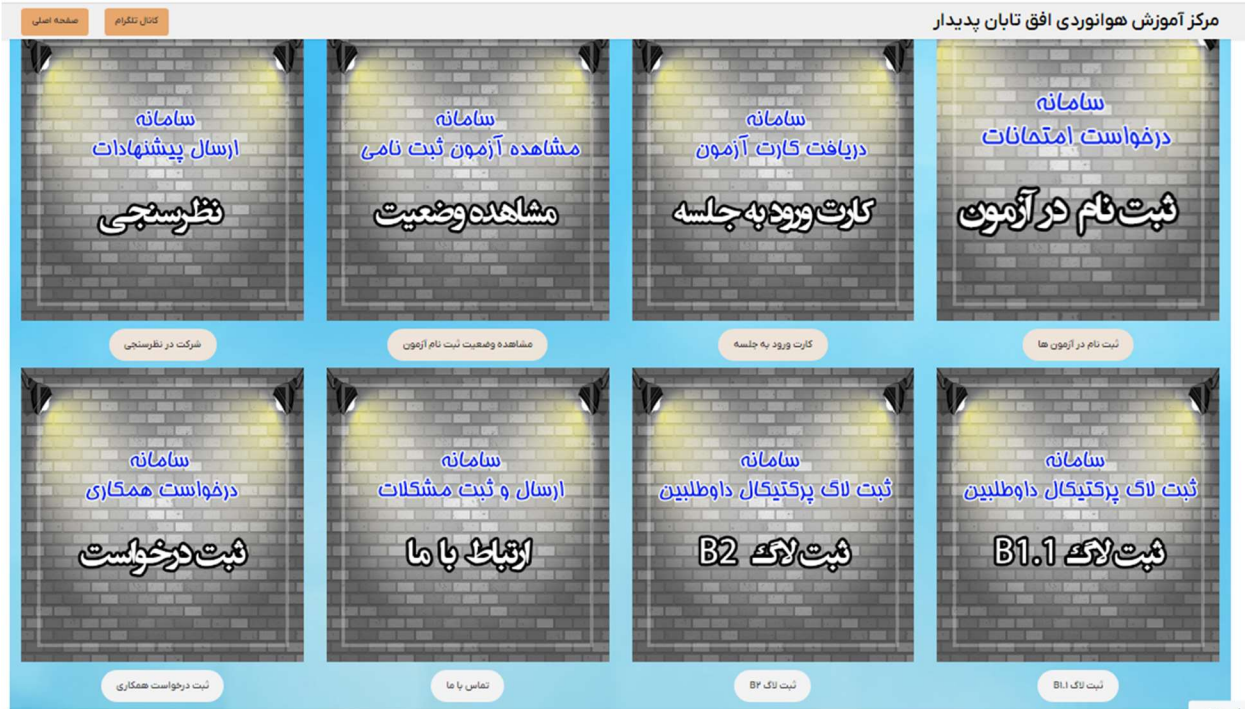 مرکز آموزش هوانوردی افق تابان پدیدار
کانال تلگرام
صفحه اصلی
سامانه
درخواست امتحانات
ثبت نام در آزمون
ثبت نام در آزمون ها
سامانه
دریافت کارت آزمون
کارت ورود به جلسه
کارت ورود به جلسه
سامانه
مشاهده آزمون ثبت نامی
مشاهده وضعیت
مشاهده وضعیت ثبت نام آزمون
سامانه
ارسال پیشنهادات
نظرسنجی
شرکت در نظرسنجی
سامانه
ثبت لاگ پرکتیکال داوطلبین
ثبت لاگ B1.1
ثبت لاگ B1.1
سامانه
ثبت لاگ پرکتیکال داوطلبین
ثبت لاگ B2
ثبت لاگ B۲
سامانه
ارسال و ثبت مشکلات
ارتباط با ما
تماس با ما
سامانه
درخواست همکاری
ثبت درخواست
ثبت درخواست همکاری